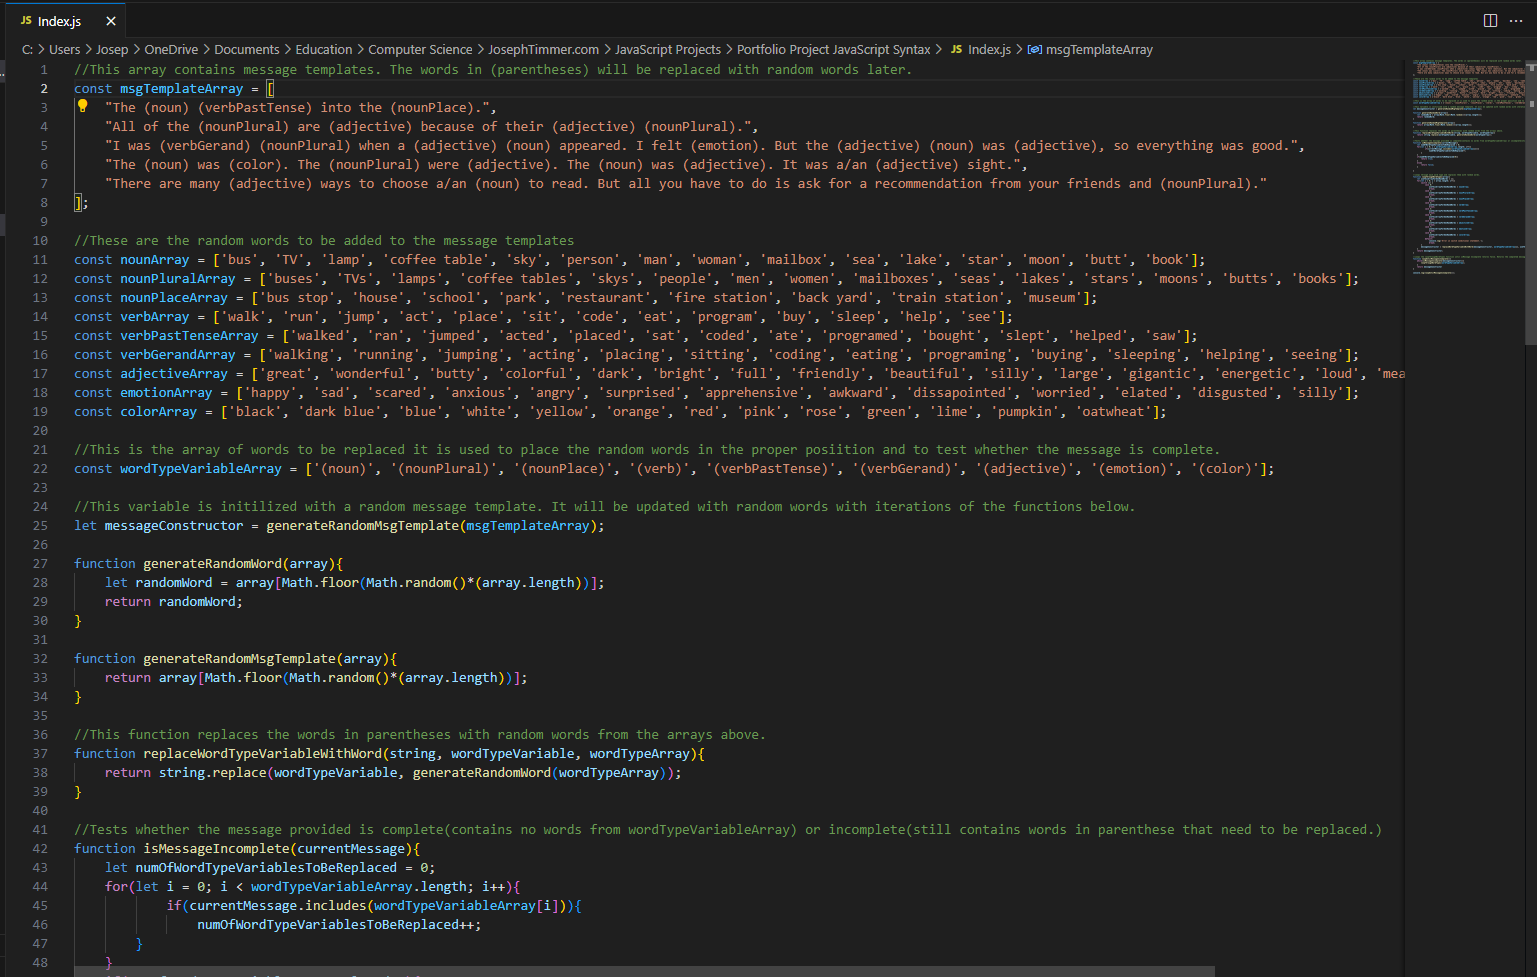 JS Index.js ×
C: > Users > Josep > OneDrive > Documents > Education > Computer Science > JosephTimmer.com > JavaScript Projects > Portfolio Project JavaScript Syntax > JS Index.js > msgTemplateArray
1 //This array contains message templates. The words in (parentheses) will be replaced with random words later.
2 const msgTemplateArray = [
3 "The (noun) (verbPastTense) into the (nounPlace).",
4 "All of the (nounPlural) are (adjective) because of their (adjective) (nounPlural).",
5 "I was (verbGerand) (nounPlural) when a (adjective) (noun) appeared. I felt (emotion). But the (adjective) (noun) was (adjective), so everything was good.",
6 "The (noun) was (color). The (nounPlural) were (adjective). The (noun) was (adjective). It was a/an (adjective) sight.",
7 "There are many (adjective) ways to choose a/an (noun) to read. But all you have to do is ask for a recommendation from your friends and (nounPlural)."
8 ];
9
10 //These are the random words to be added to the message templates
11 const nounArray = ['bus', 'TV', 'lamp', 'coffee table', 'sky', 'person', 'man', 'woman', 'mailbox', 'sea', 'lake', 'star', 'moon', 'butt', 'book'];
12 const nounPluralArray = ['buses', 'TVs', 'lamps', 'coffee tables', 'skys', 'people', 'men', 'women', 'mailboxes', 'seas', 'lakes', 'stars', 'moons', 'butts', 'books'];
13 const nounPlaceArray = ['bus stop', 'house', 'school', 'park', 'restaurant', 'fire station', 'back yard', 'train station', 'museum'];
14 const verbArray = ['walk', 'run', 'jump', 'act', 'place', 'sit', 'code', 'eat', 'program', 'buy', 'sleep', 'help', 'see'];
15 const verbPastTenseArray = ['walked', 'ran', 'jumped', 'acted', 'placed', 'sat', 'coded', 'ate', 'programed', 'bought', 'slept', 'helped', 'saw'];
16 const verbGerandArray = ['walking', 'running', 'jumping', 'acting', 'placing', 'sitting', 'coding', 'eating', 'programing', 'buying', 'sleeping', 'helping', 'seeing'];
17 const adjectiveArray = ['great', 'wonderful', 'butty', 'colorful', 'dark', 'bright', 'full', 'friendly', 'beautiful', 'silly', 'large', 'gigantic', 'energetic', 'loud', 'mea
18 const emotionArray = ['happy', 'sad', 'scared', 'anxious', 'angry', 'surprised', 'apprehensive', 'awkward', 'dissapointed', 'worried', 'elated', 'disgusted', 'silly'];
19 const colorArray = ['black', 'dark blue', 'blue', 'white', 'yellow', 'orange', 'red', 'pink', 'rose', 'green', 'lime', 'pumpkin', 'oatwheat'];
20
21 //This is the array of words to be replaced it is used to place the random words in the proper posiition and to test whether the message is complete.
22 const wordTypeVariableArray = ['(noun)', '(nounPlural)', '(nounPlace)', '(verb)', '(verbPastTense)', '(verbGerand)', '(adjective)', '(emotion)', '(color)'];
23
24 //This variable is initilized with a random message template. It will be updated with random words with iterations of the functions below.
25 let messageConstructor = generateRandomMsgTemplate(msgTemplateArray);
26
27 function generateRandomWord(array){
28 let randomWord = array[Math.floor(Math.random()*(array.length))];
29 return randomWord;
30 }
31
32 function generateRandomMsgTemplate(array){
33 return array[Math.floor(Math.random()*(array.length))];
34 }
35
36 //This function replaces the words in parentheses with random words from the arrays above.
37 function replaceWordTypeVariableWithWord(string, wordTypeVariable, wordTypeArray){
38 return string.replace(wordTypeVariable, generateRandomWord(wordTypeArray));
39 }
40
41 //Tests whether the message provided is complete(contains no words from wordTypeVariableArray) or incomplete(still contains words in parenthese that need to be replaced.)
42 function isMessageIncomplete(currentMessage){
43 let numOfWordTypeVariablesToBeReplaced = 0;
44 for(let i = 0; i < wordTypeVariableArray.length; i++){
45 if(currentMessage.includes(wordTypeVariableArray[i])){
46 numOfWordTypeVariablesToBeReplaced++;
47 }
48 }